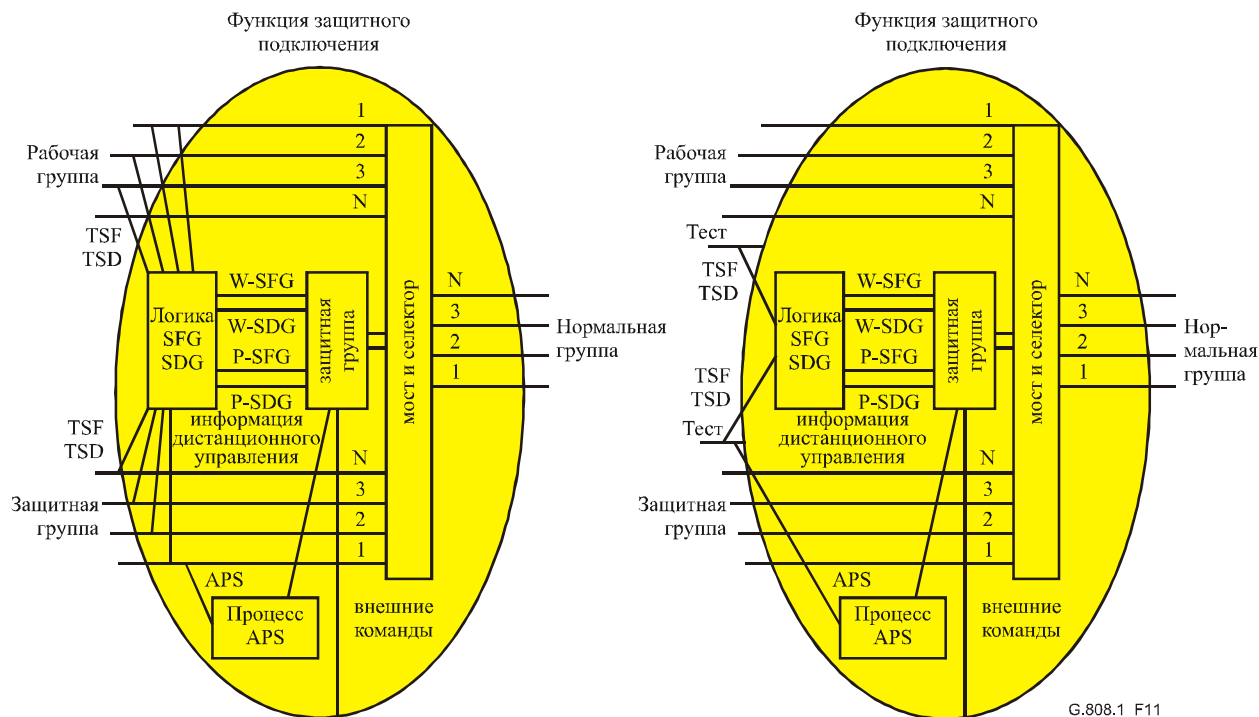 Функция защитного
подключения
1
2
Рабочая
группа
3
N
TSF
TSD
W-SFG
Логика
SFG
SDG
W-SDG
P-SFG
P-SDG
защитная
группа
мост и селектор
N
3
2
1
Нормальная
группа
информация
дистанционного
управления
TSF
TSD
N
3
Защитная
группа
2
1
APS
Процесс
APS
внешние
команды
Функция защитного
подключения
1
2
Рабочая
группа
3
N
Тест
TSF
TSD
W-SFG
Логика
SFG
SDG
W-SDG
P-SFG
P-SDG
защитная
группа
мост и селектор
N
3
2
1
Нор-
мальная
группа
TSF
TSD
Тест
информация
дистанционного
управления
N
3
Защитная
группа
2
1
APS
Процесс
APS
внешние
команды
G.808.1 F11